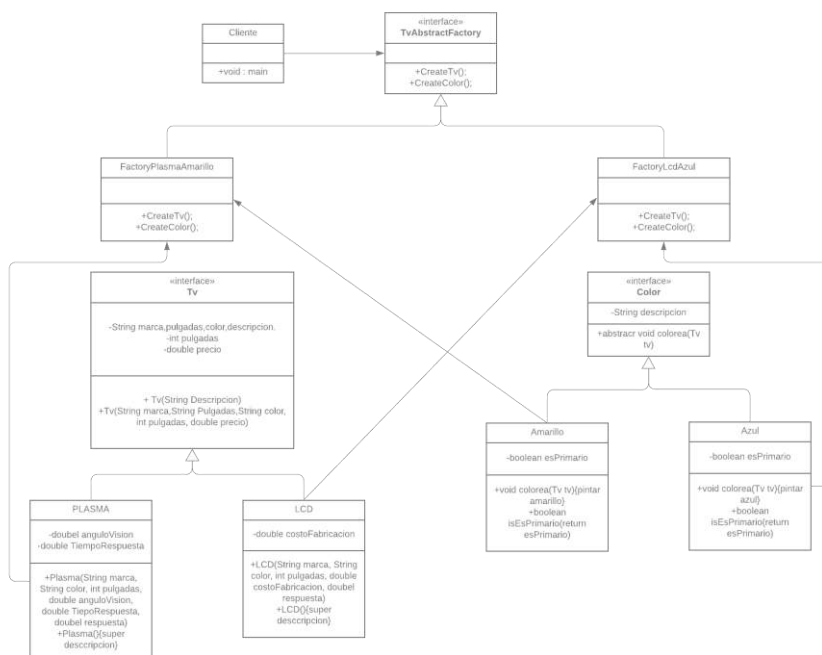 Cliente
+void : main
«interface»
TvAbstractFactory
+CreateTv();
+CreateColor();
FactoryPlasmaAmarillo
+CreateTv();
+CreateColor();
FactoryLcdAzul
+CreateTv();
+CreateColor();
«interface»
Tv
-String marca,pulgadas,color,descripcion.
-int pulgadas
-double precio
+ Tv(String Descripcion)
+Tv(String marca,String Pulgadas,String color,
int pulgadas, double precio)
«interface»
Color
-String descripcion
+abstracr void colorea(Tv
tv)
Amarillo
-boolean esPrimario
+void colorea(Tv tv){pintar
amarillo}
+boolean
isEsPrimario(return
esPrimario)
Azul
-boolean esPrimario
+void colorea(Tv tv){pintar
azul}
+boolean
isEsPrimario(return
esPrimario)
PLASMA
-doubel anguloVision
-double TiempoRespuesta
+Plasma(String marca,
String color, int pulgadas,
double anguloVision,
double TiepoRespuesta,
doubel respuesta)
+Plasma(){super
desccripcion}
LCD
-double costoFabricacion
+LCD(String marca, String
color, int pulgadas, double
costoFabricacion, doubel
respuesta)
+LCD(){super
desccripcion}